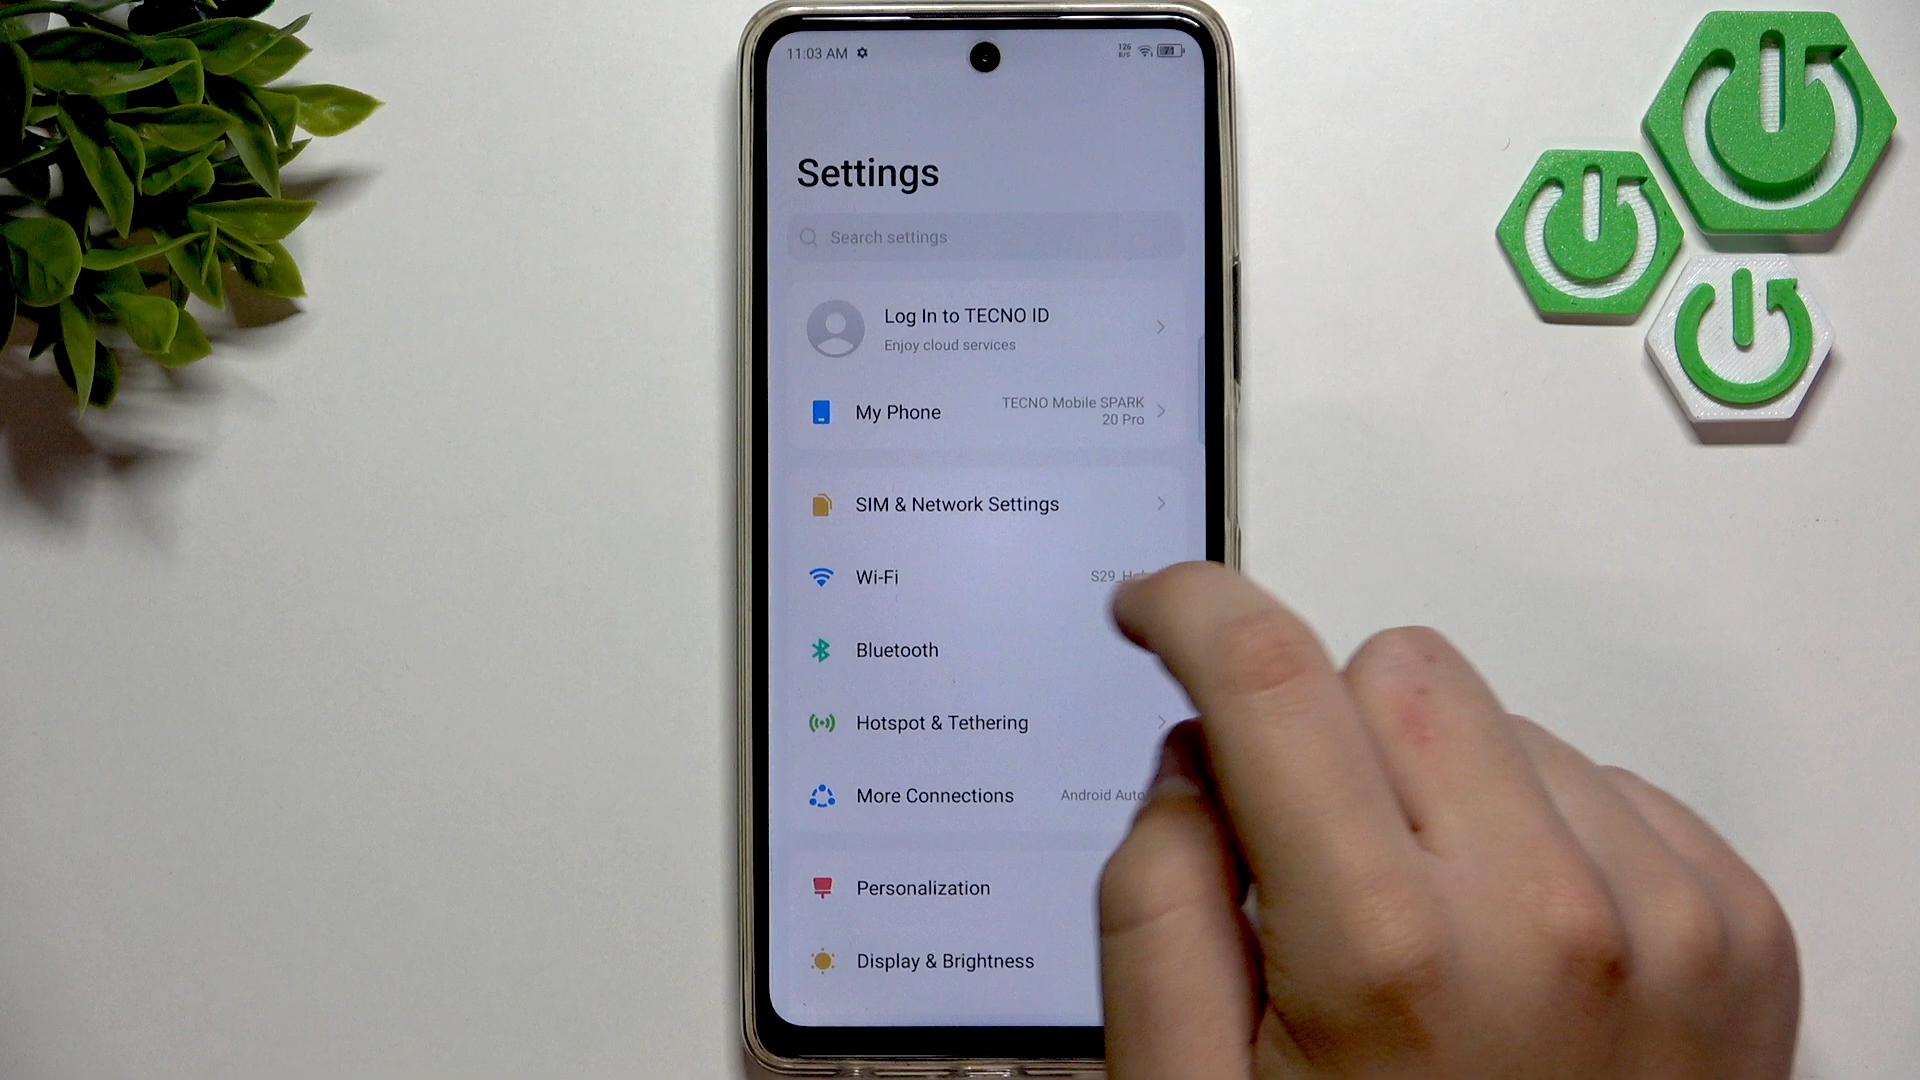 11:03 AM
126
B/S
Settings
Search settings
Log In to TECNO ID
Enjoy cloud services
My Phone
TECNO Mobile SPARK
20 Pro
SIM & Network Settings
Wi-Fi
Bluetooth
Hotspot & Tethering
More Connections
Android Auto
Personalization
Display & Brightness